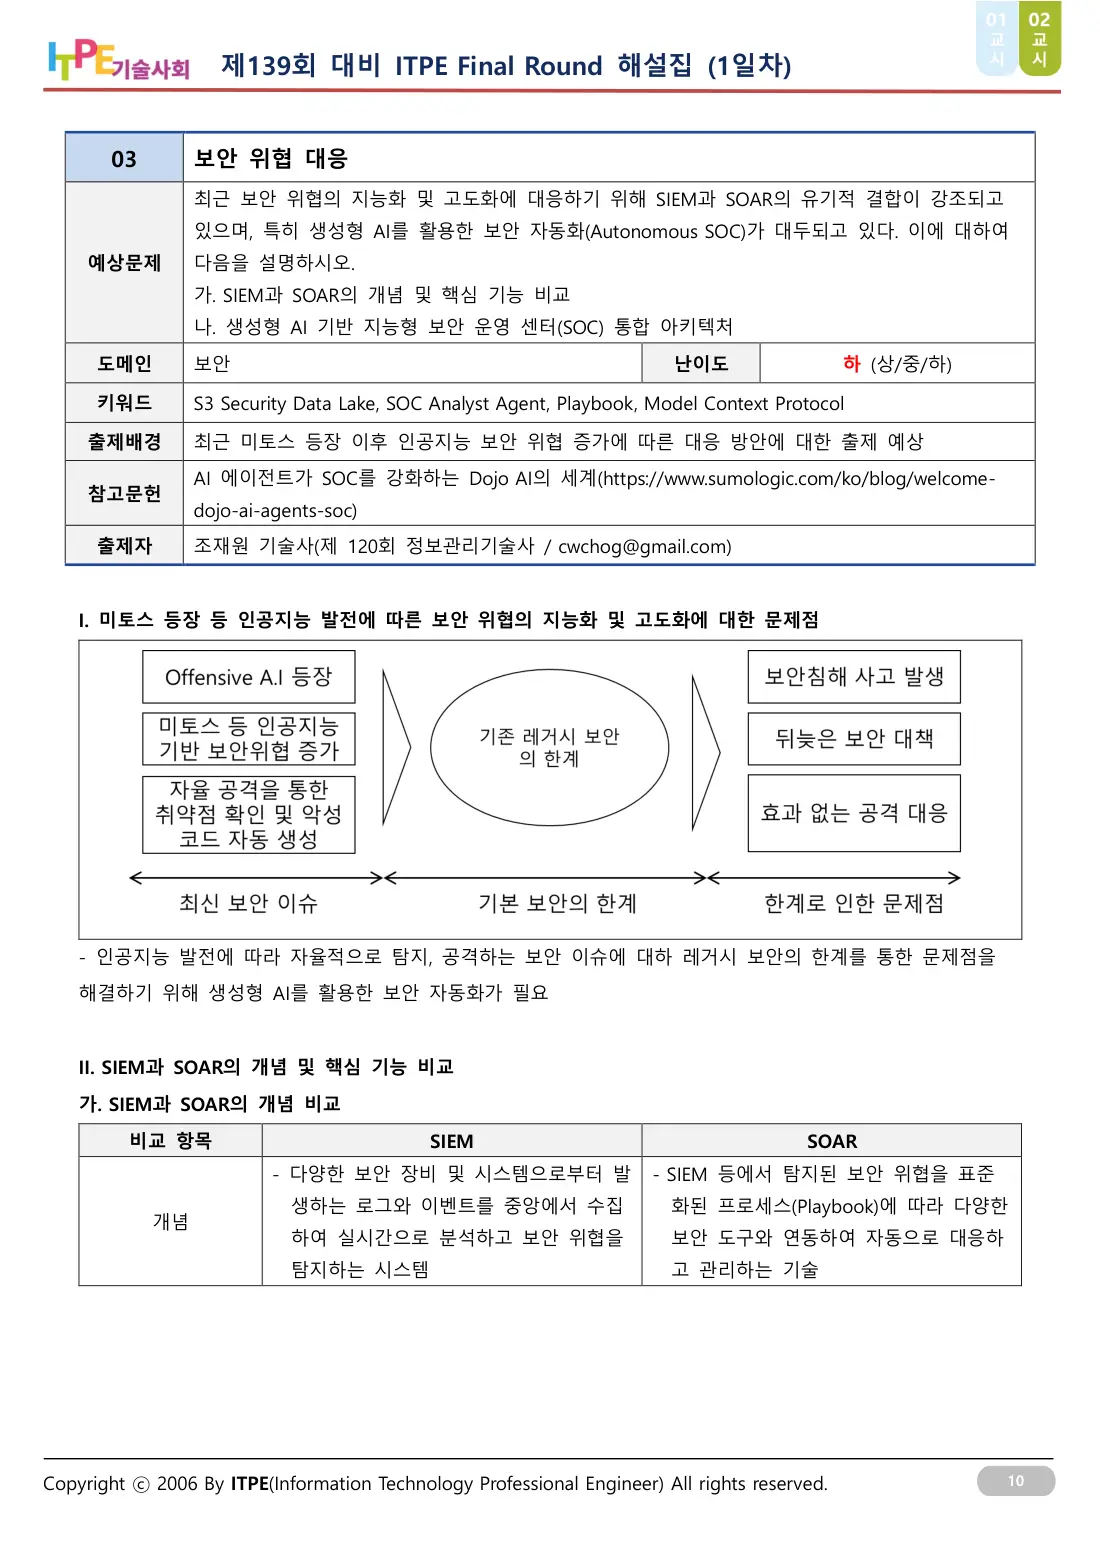 ITPE기술사회 제139회 대비 ITPE Final Round 해설집 (1일차)
01
교
시
02
교
시
03 보안 위협 대응
예상문제
최근 보안 위협의 지능화 및 고도화에 대응하기 위해 SIEM과 SOAR의 유기적 결합이 강조되고
있으며, 특히 생성형 AI를 활용한 보안 자동화(Autonomous SOC)가 대두되고 있다. 이에 대하여
다음을 설명하시오.
가. SIEM과 SOAR의 개념 및 핵심 기능 비교
나. 생성형 AI 기반 지능형 보안 운영 센터(SOC) 통합 아키텍처
도메인 보안 난이도 하 (상/중/하)
키워드 S3 Security Data Lake, SOC Analyst Agent, Playbook, Model Context Protocol
출제배경 최근 미토스 등장 이후 인공지능 보안 위협 증가에 따른 대응 방안에 대한 출제 예상
참고문헌
AI 에이전트가 SOC를 강화하는 Dojo AI의 세계(https://www.sumologic.com/ko/blog/welcome-
dojo-ai-agents-soc)
출제자 조재원 기술사(제 120회 정보관리기술사 / cwchog@gmail.com)
I. 미토스 등장 등 인공지능 발전에 따른 보안 위협의 지능화 및 고도화에 대한 문제점
Offensive A.I 등장
미토스 등 인공지능
기반 보안위협 증가
자율 공격을 통한
취약점 확인 및 악성
코드 자동 생성
기존 레거시 보안
의 한계
보안침해 사고 발생
뒤늦은 보안 대책
효과 없는 공격 대응
최신 보안 이슈
기본 보안의 한계
한계로 인한 문제점
- 인공지능 발전에 따라 자율적으로 탐지, 공격하는 보안 이슈에 대하 레거시 보안의 한계를 통한 문제점을
해결하기 위해 생성형 AI를 활용한 보안 자동화가 필요
II. SIEM과 SOAR의 개념 및 핵심 기능 비교
가. SIEM과 SOAR의 개념 비교
비교 항목 SIEM SOAR
개념
- 다양한 보안 장비 및 시스템으로부터 발
생하는 로그와 이벤트를 중앙에서 수집
하여 실시간으로 분석하고 보안 위협을
탐지하는 시스템
- SIEM 등에서 탐지된 보안 위협을 표준
화된 프로세스(Playbook)에 따라 다양한
보안 도구와 연동하여 자동으로 대응하
고 관리하는 기술
Copyright ⓒ 2006 By ITPE(Information Technology Professional Engineer) All rights reserved.
10